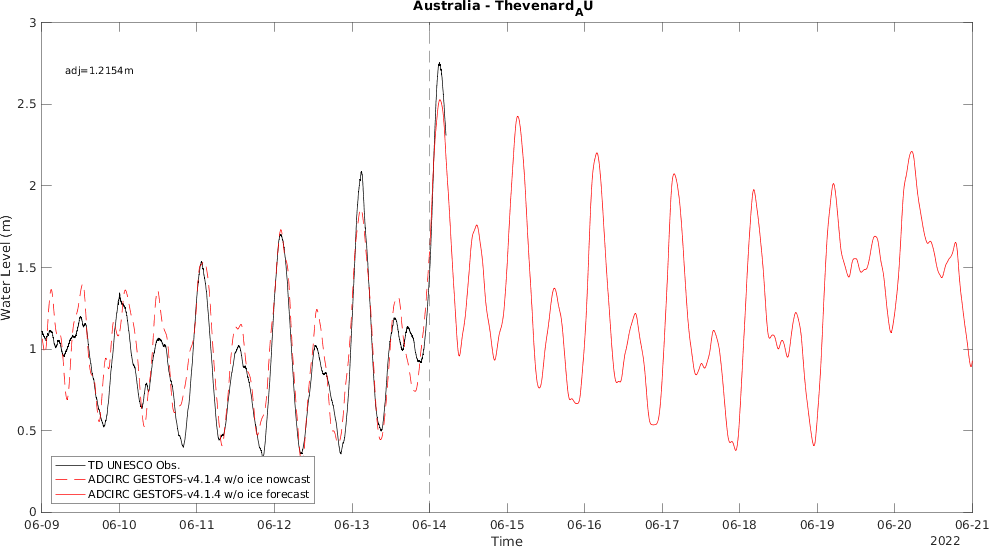 Australia - Thevenard_AU
adj=1.2154m
3
2.5
2
1.5
1
0.5
0
Water Level (m)
TD UNESCO Obs.
ADCIRC GESTOFS-v4.1.4 w/o ice nowcast
ADCIRC GESTOFS-v4.1.4 w/o ice forecast
06-09 06-10 06-11 06-12 06-13 06-14 06-15 06-16 06-17 06-18 06-19 06-20 06-21
Time
2022